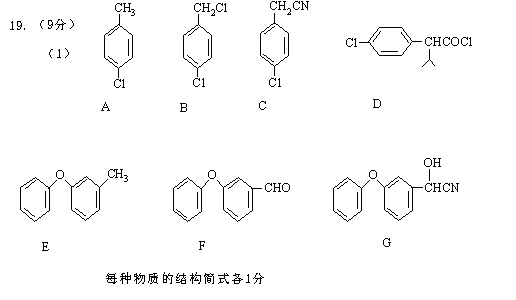 19. （9分）
（1）
CH₃
Cl
A
CH₂Cl
Cl
B
CH₂CN
Cl
C
Cl
CHCOCl
D
O
CH₃
E
O
CHO
F
O
OH
CN
G
每种物质的结构简式各1分